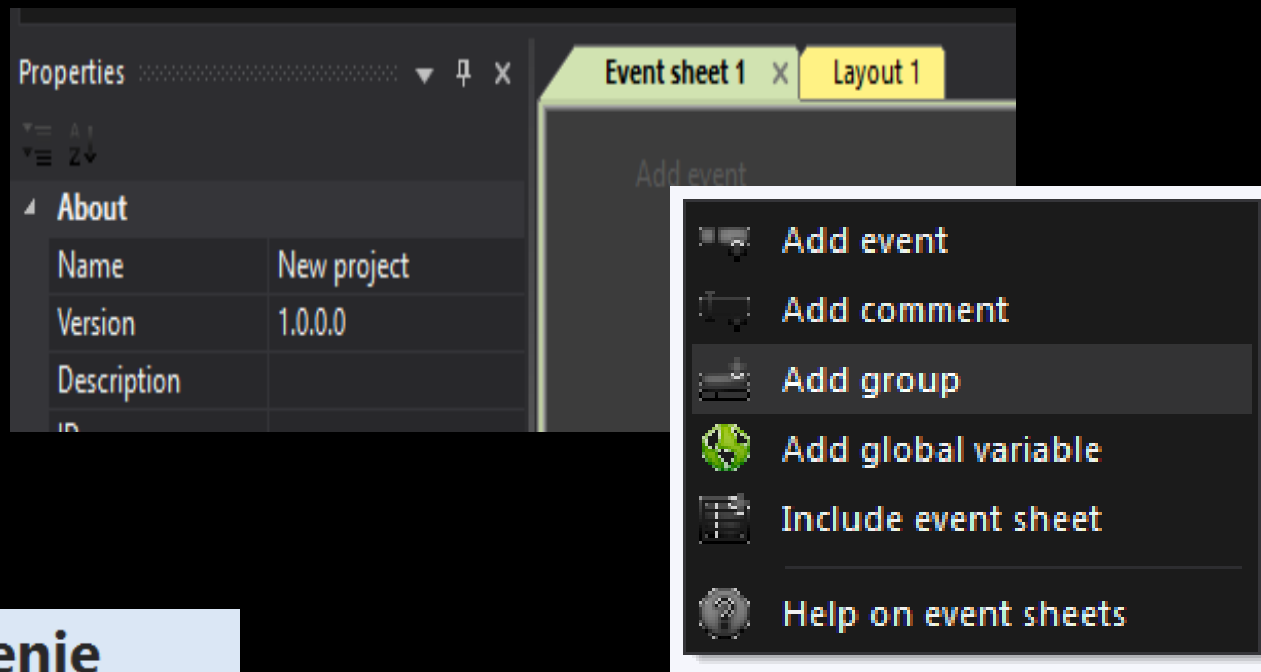 Properties
Event sheet 1 Layout 1
Add event
About
Name New project
Version 1.0.0.0
Description
Add event
Add comment
Add group
Add global variable
Include event sheet
Help on event sheets
enie